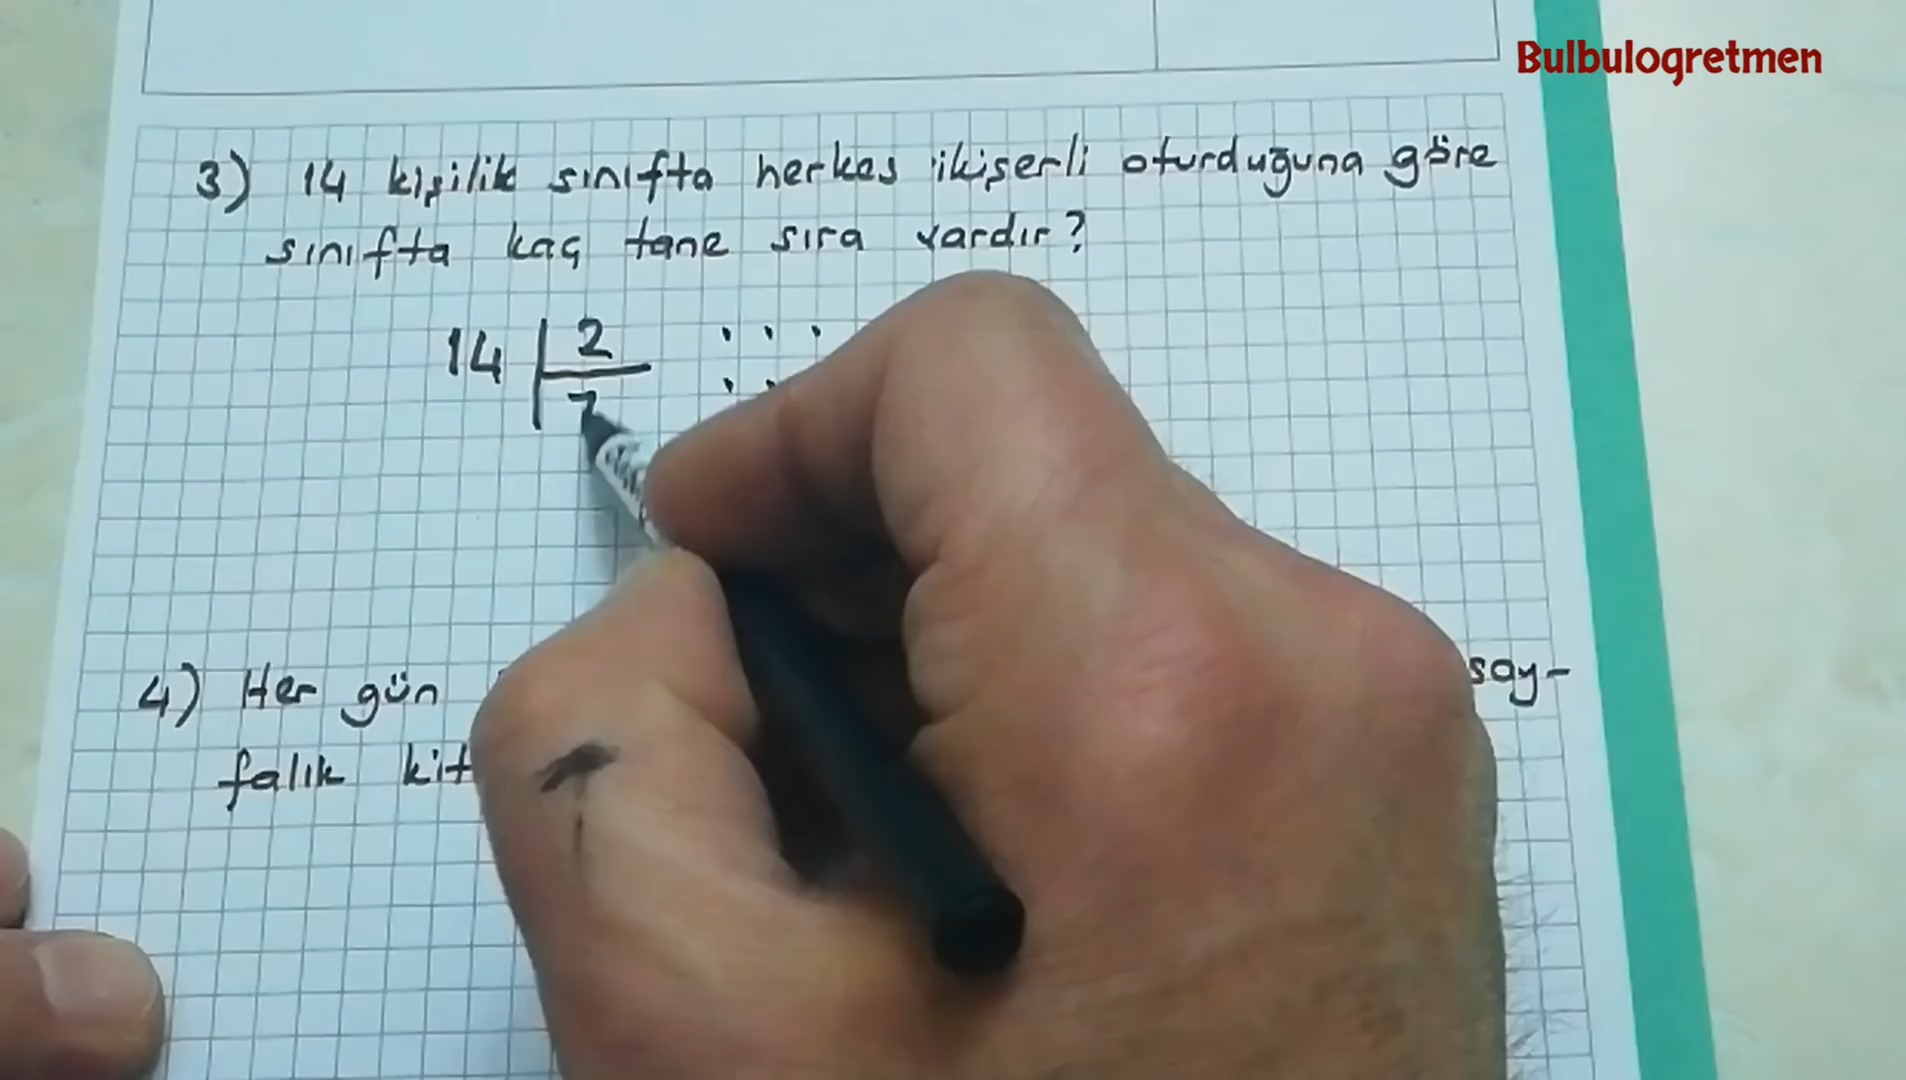 Bulbulogretmen
3) 14 kişilik sınıfta herkes ikişerli oturduğuna göre
sınıfta kaç tane sıra vardır?
14 2
7
4) Her gün say-
falık kit